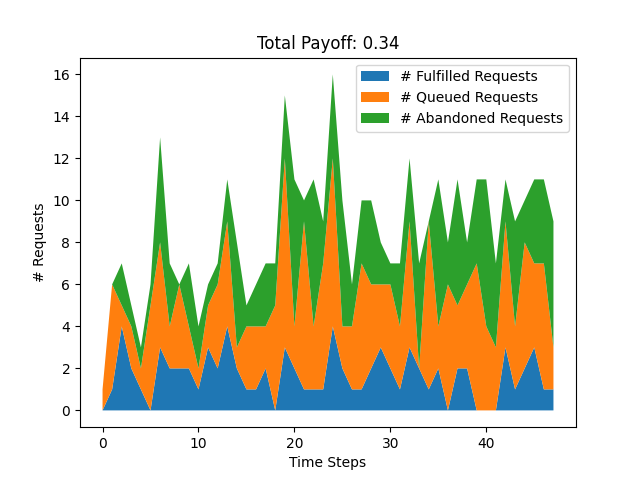 Total Payoff: 0.34
# Fulfilled Requests
# Queued Requests
# Abandoned Requests
16
14
12
10
8
6
4
2
0
# Requests
0 10 20 30 40
Time Steps